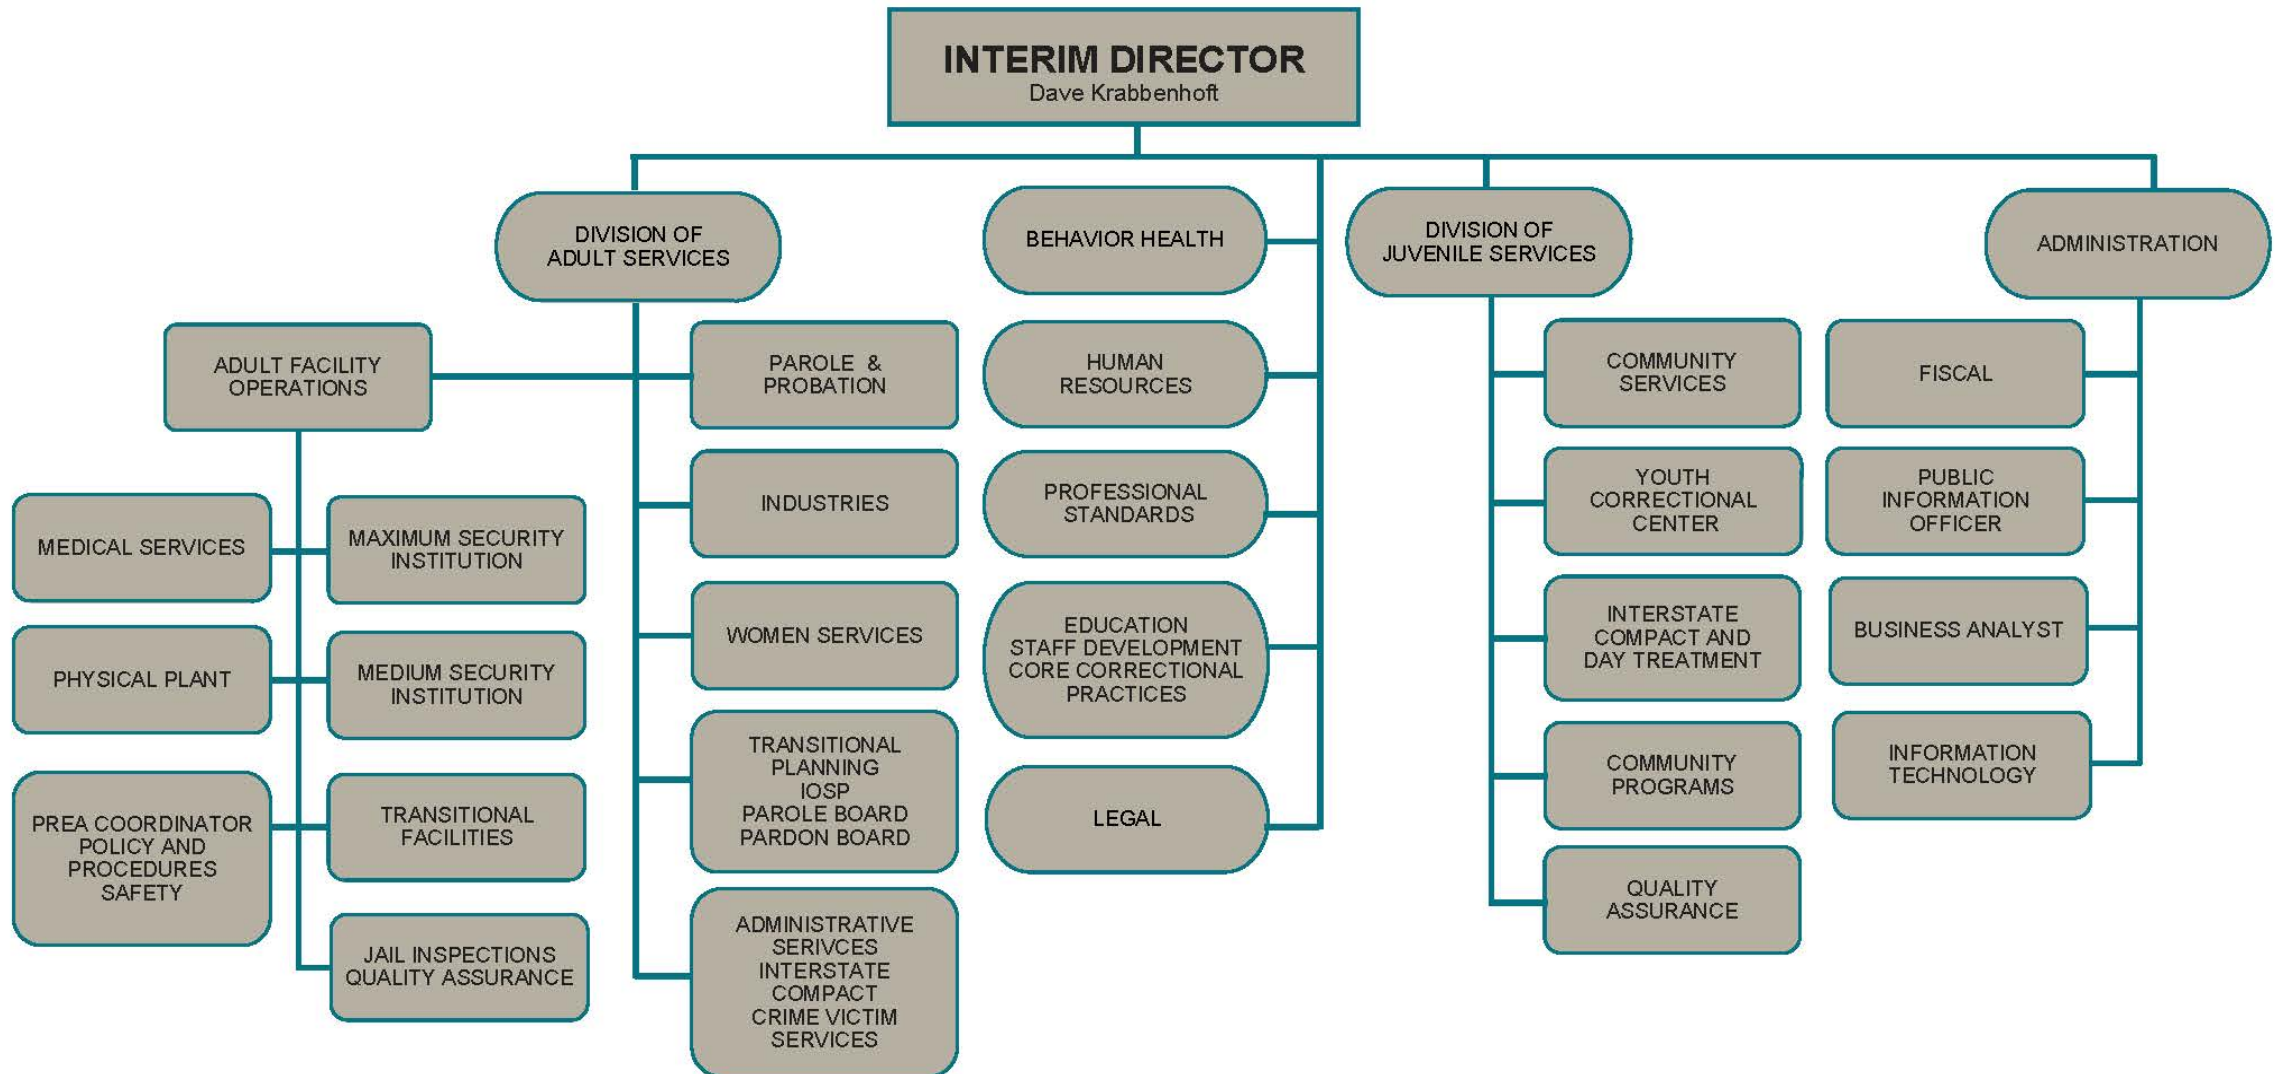 INTERIM DIRECTOR
Dave Krabbenhoft
DIVISION OF
ADULT SERVICES
ADULT FACILITY
OPERATIONS
MEDICAL SERVICES
PHYSICAL PLANT
PREA COORDINATOR
POLICY AND
PROCEDURES
SAFETY
MAXIMUM SECURITY
INSTITUTION
MEDIUM SECURITY
INSTITUTION
TRANSITIONAL
FACILITIES
JAIL INSPECTIONS
QUALITY ASSURANCE
PAROLE &
PROBATION
INDUSTRIES
WOMEN SERVICES
TRANSITIONAL
PLANNING
IOSP
PAROLE BOARD
PARDON BOARD
ADMINISTRATIVE
SERIVCES
INTERSTATE
COMPACT
CRIME VICTIM
SERVICES
BEHAVIOR HEALTH
HUMAN
RESOURCES
PROFESSIONAL
STANDARDS
EDUCATION
STAFF DEVELOPMENT
CORE CORRECTIONAL
PRACTICES
LEGAL
DIVISION OF
JUVENILE SERVICES
COMMUNITY
SERVICES
YOUTH
CORRECTIONAL
CENTER
INTERSTATE
COMPACT AND
DAY TREATMENT
COMMUNITY
PROGRAMS
QUALITY
ASSURANCE
ADMINISTRATION
FISCAL
PUBLIC
INFORMATION
OFFICER
BUSINESS ANALYST
INFORMATION
TECHNOLOGY